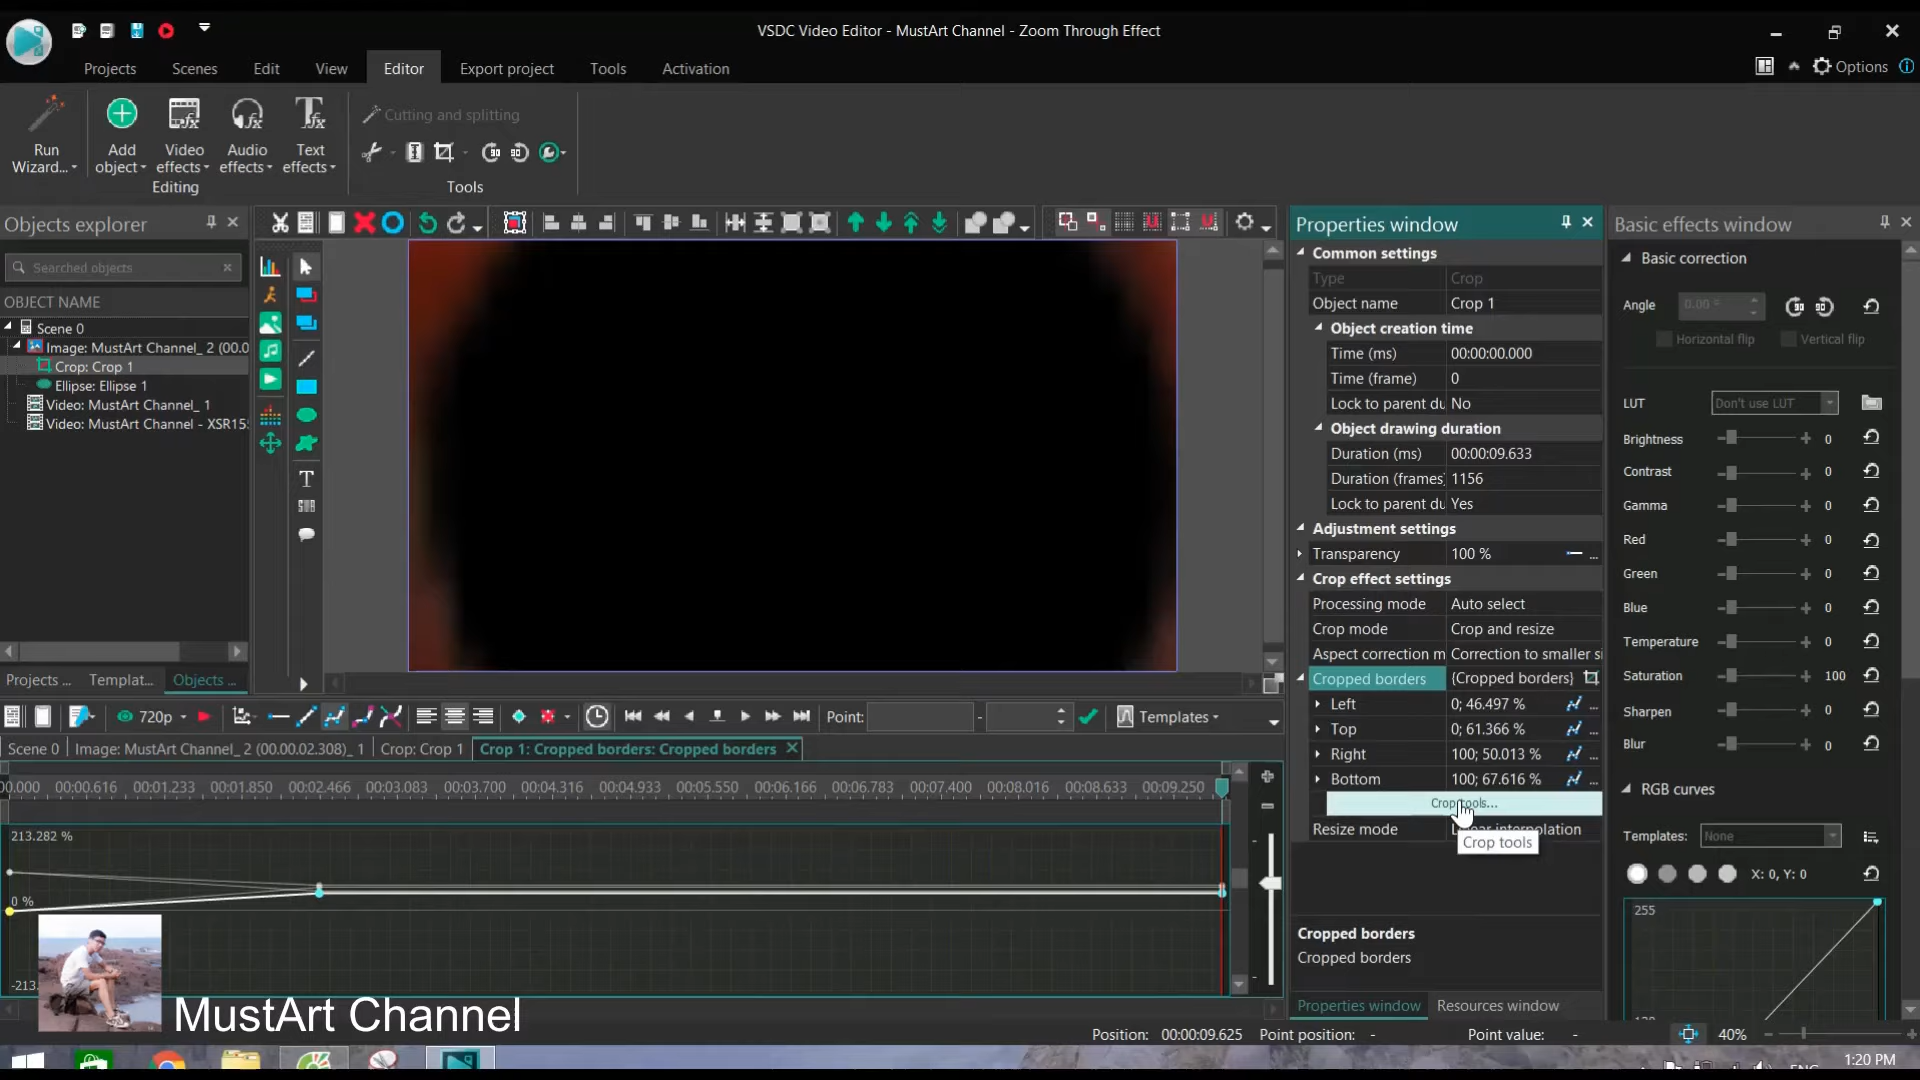 VSDC Video Editor - MustArt Channel - Zoom Through Effect
Projects
Scenes
Edit
View
Editor
Export project
Tools
Activation
Options
Run Wizard...
Add object
Video effects
Audio effects
Text effects
Editing
Cutting and splitting
Tools
Objects explorer
Searched objects
OBJECT NAME
Scene 0
Image: MustArt Channel_ 2 (00.0
Crop: Crop 1
Ellipse: Ellipse 1
Video: MustArt Channel_ 1
Video: MustArt Channel - XSR15
Projects ...
Templat...
Objects ...
Properties window
Common settings
Type Crop
Object name Crop 1
Object creation time
Time (ms) 00:00:00.000
Time (frame) 0
Lock to parent du No
Object drawing duration
Duration (ms) 00:00:09.633
Duration (frames) 1156
Lock to parent du Yes
Adjustment settings
Transparency 100 % ...
Crop effect settings
Processing mode Auto select
Crop mode Crop and resize
Aspect correction m Correction to smaller si
Cropped borders {Cropped borders}
Left 0; 46.497 % ...
Top 0; 61.366 % ...
Right 100; 50.013 % ...
Bottom 100; 67.616 % ...
Crop tools...
Resize mode Linear interpolation
Crop tools
Cropped borders
Cropped borders
Properties window
Resources window
Basic effects window
Basic correction
Angle 0.00 °
Horizontal flip
Vertical flip
LUT Don't use LUT
Brightness 0
Contrast 0
Gamma 0
Red 0
Green 0
Blue 0
Temperature 0
Saturation 100
Sharpen 0
Blur 0
RGB curves
Templates: None
X: 0, Y: 0
255
720p
Point: -
Templates
Scene 0
Image: MustArt Channel_ 2 (00.00.02.308)_ 1
Crop: Crop 1
Crop 1: Cropped borders: Cropped borders
00.000 00:00.616 00:01.233 00:01.850 00:02.466 00:03.083 00:03.700 00:04.316 00:04.933 00:05.550 00:06.166 00:06.783 00:07.400 00:08.016 00:08.633 00:09.250
213.282 %
0 %
-213.
MustArt Channel
Position: 00:00:09.625
Point position: -
Point value: -
40%
ENG
1:20 PM